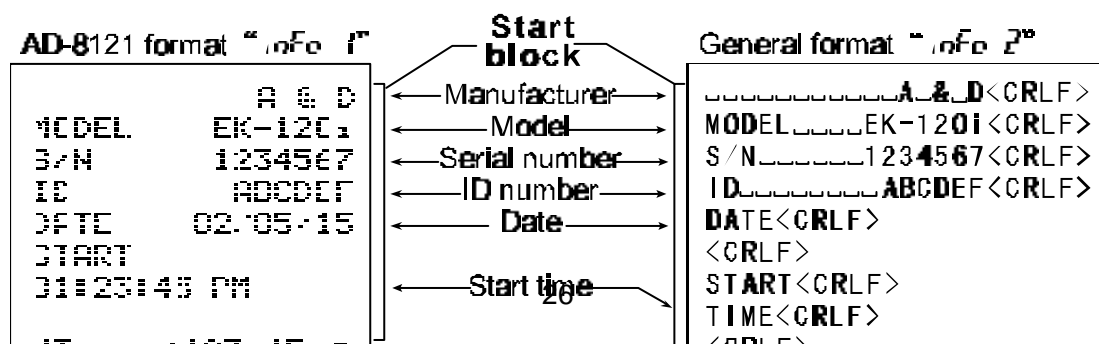 AD-8121 format "info 1"
A & D
MODEL EK-120i
S/N 1234567
ID ABCDEF
DATE 02/05/15
START
01:23:45 PM
Start
block
Manufacturer
Model
Serial number
ID number
Date
Start time
26
General format "info 2"
␣␣␣␣␣␣␣␣␣␣␣␣A␣&␣D<CRLF>
MODEL␣␣␣␣EK-120i<CRLF>
S/N␣␣␣␣␣␣1234567<CRLF>
ID␣␣␣␣␣␣␣␣ABCDEF<CRLF>
DATE<CRLF>
<CRLF>
START<CRLF>
TIME<CRLF>
<CRLF>